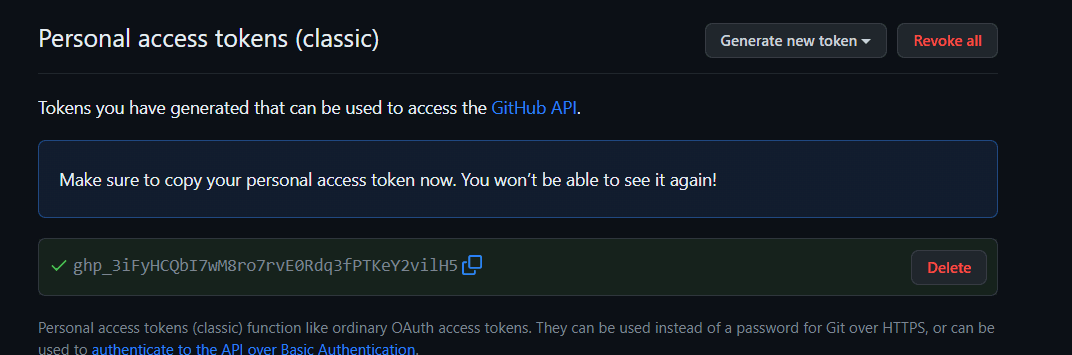 Personal access tokens (classic)
Generate new token
Revoke all
Tokens you have generated that can be used to access the GitHub API.
Make sure to copy your personal access token now. You won’t be able to see it again!
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
Delete
Personal access tokens (classic) function like ordinary OAuth access tokens. They can be used instead of a password for Git over HTTPS, or can be
used to authenticate to the API over Basic Authentication.